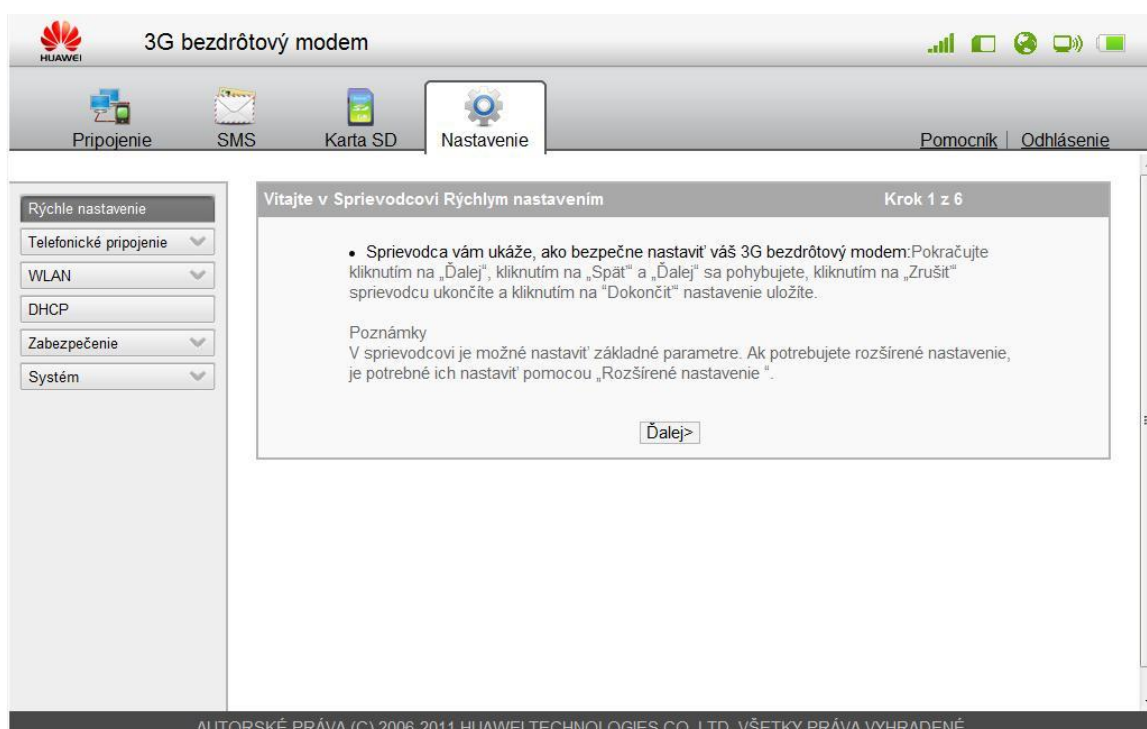 HUAWEI
3G bezdrôtový modem
Pripojenie
SMS
Karta SD
Nastavenie
Pomocník | Odhlásenie
Rýchle nastavenie
Telefonické pripojenie
WLAN
DHCP
Zabezpečenie
Systém
Vitajte v Sprievodcovi Rýchlym nastavením
Krok 1 z 6
• Sprievodca vám ukáže, ako bezpečne nastaviť váš 3G bezdrôtový modem:Pokračujte
kliknutím na „Ďalej“, kliknutím na „Späť“ a „Ďalej“ sa pohybujete, kliknutím na „Zrušiť“
sprievodcu ukončíte a kliknutím na “Dokončiť“ nastavenie uložíte.
Poznámky
V sprievodcovi je možné nastaviť základné parametre. Ak potrebujete rozšírené nastavenie,
je potrebné ich nastaviť pomocou „Rozšírené nastavenie “.
Ďalej>
AUTORSKÉ PRÁVA (C) 2006-2011 HUAWEI TECHNOLOGIES CO., LTD. VŠETKY PRÁVA VYHRADENÉ